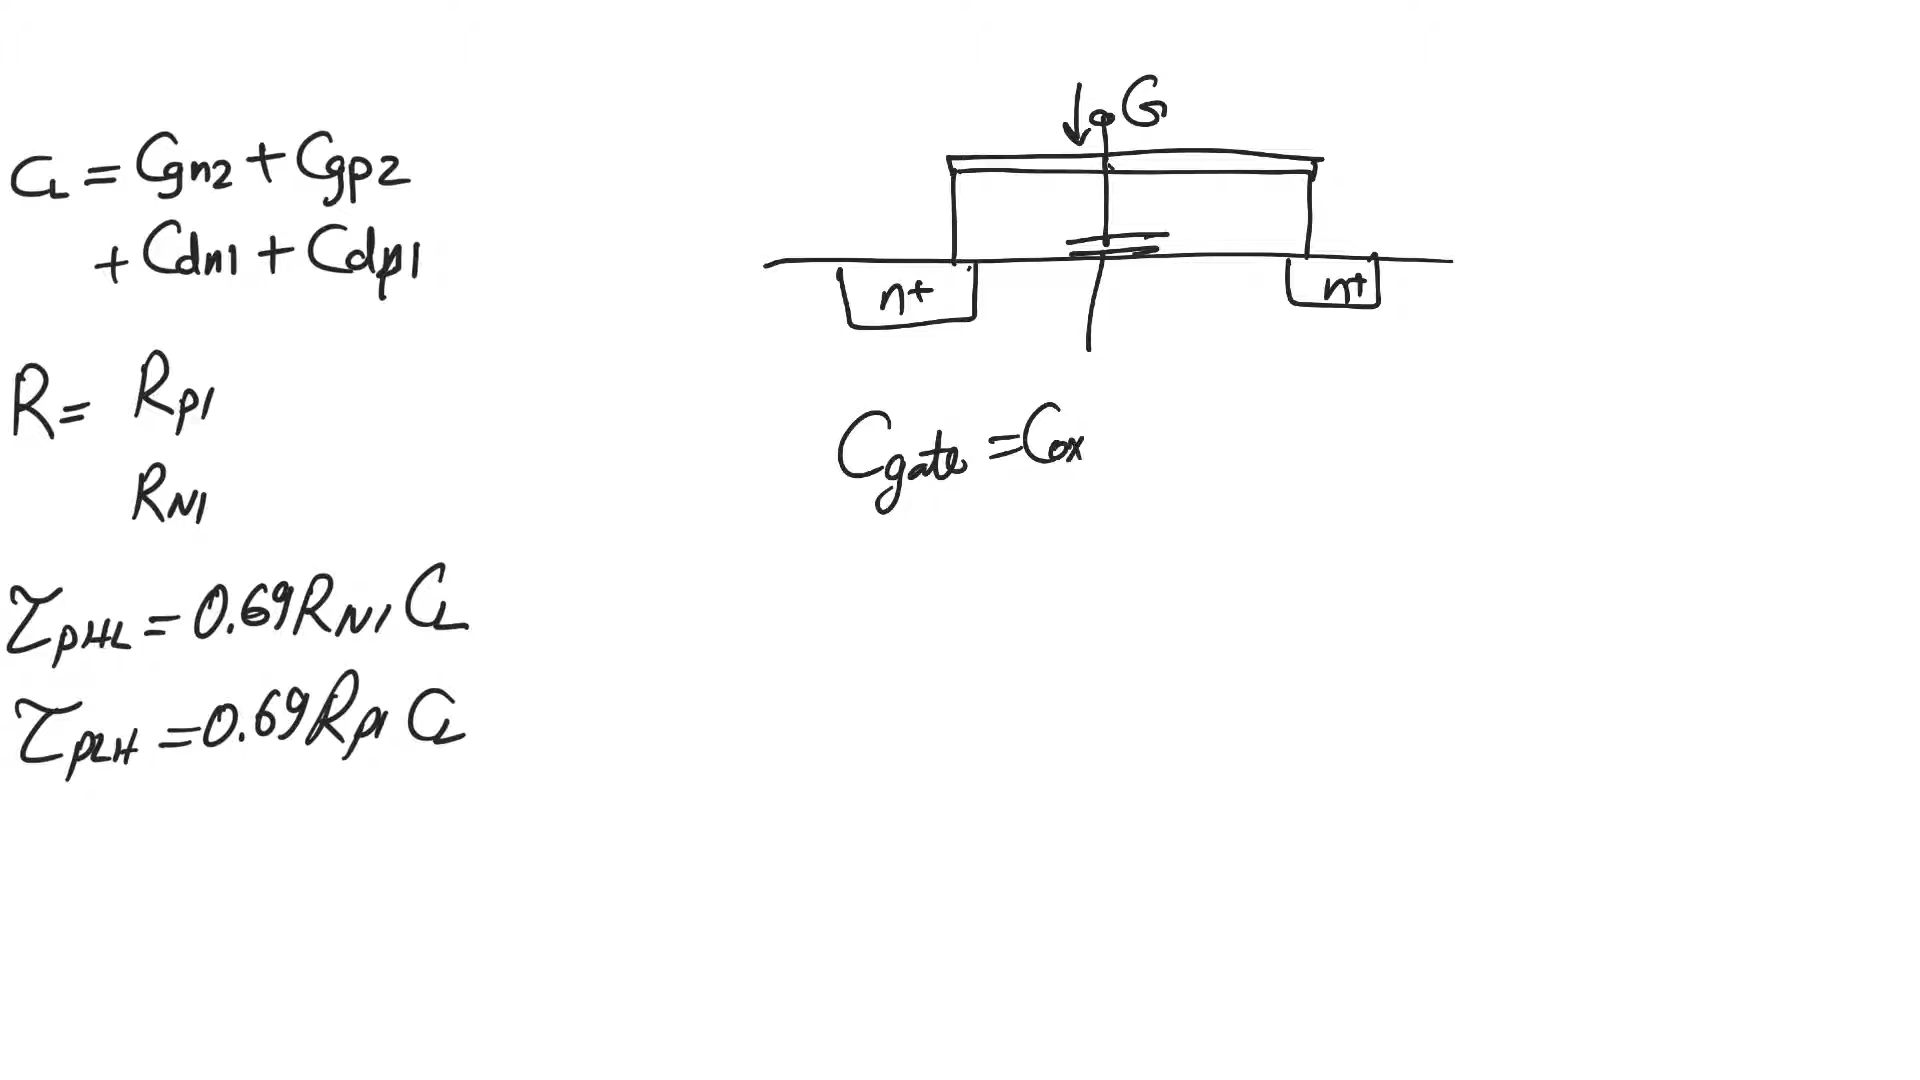 CL = Cgn2 + Cgp2
+ Cdn1 + Cdp1
R = RP1
RN1
τPHL = 0.69 RN1 CL
τPLH = 0.69 RP1 CL
G
n+ n+
Cgate = Cox